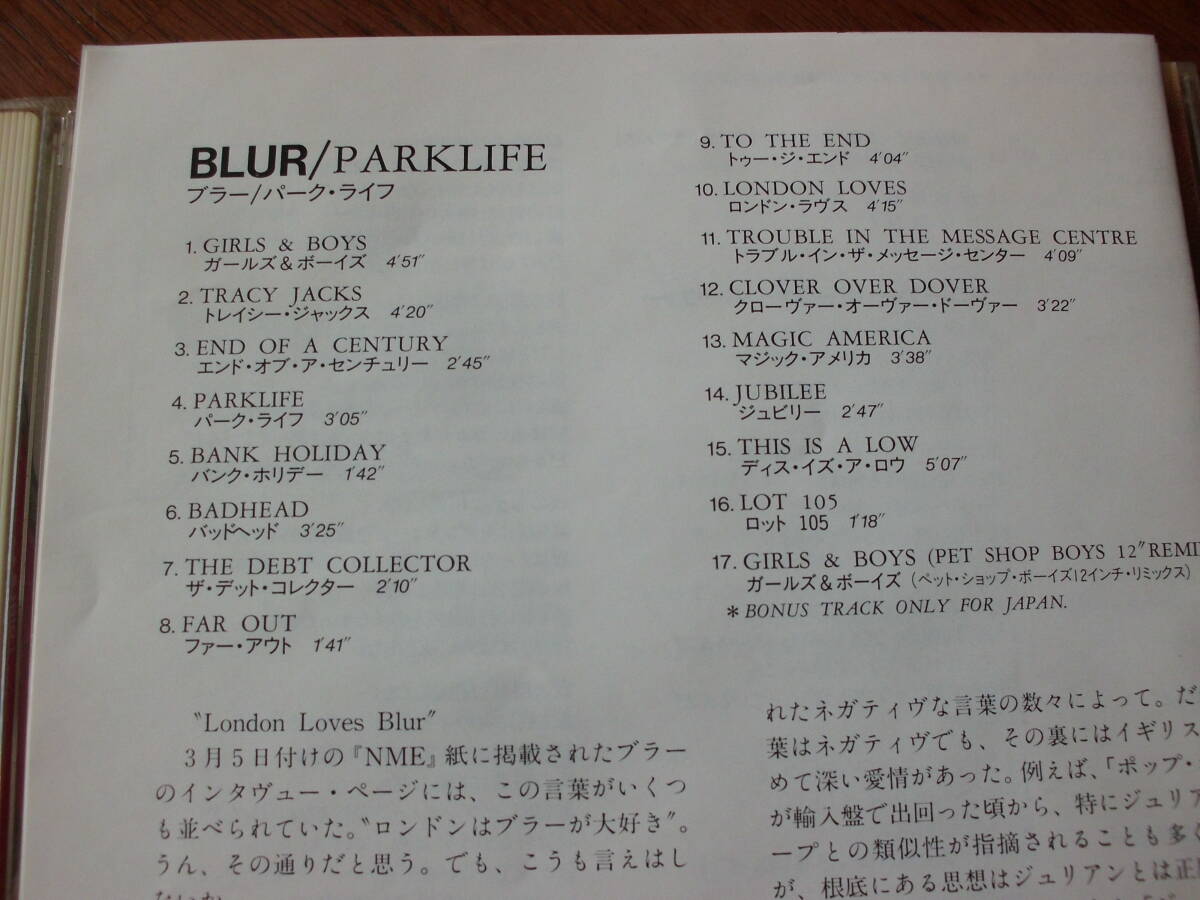 BLUR/PARKLIFE
ブラー/パーク・ライフ
1. GIRLS & BOYS
ガールズ&ボーイズ 4'51"
2. TRACY JACKS
トレイシー・ジャックス 4'20"
3. END OF A CENTURY
エンド・オブ・ア・センチュリー 2'45"
4. PARKLIFE
パーク・ライフ 3'05"
5. BANK HOLIDAY
バンク・ホリデー 1'42"
6. BADHEAD
バッドヘッド 3'25"
7. THE DEBT COLLECTOR
ザ・デット・コレクター 2'10"
8. FAR OUT
ファー・アウト 1'41"
9. TO THE END
トゥー・ジ・エンド 4'04"
10. LONDON LOVES
ロンドン・ラヴス 4'15"
11. TROUBLE IN THE MESSAGE CENTRE
トラブル・イン・ザ・メッセージ・センター 4'09"
12. CLOVER OVER DOVER
クローヴァー・オーヴァー・ドーヴァー 3'22"
13. MAGIC AMERICA
マジック・アメリカ 3'38"
14. JUBILEE
ジュビリー 2'47"
15. THIS IS A LOW
ディス・イズ・ア・ロウ 5'07"
16. LOT 105
ロット 105 1'18"
17. GIRLS & BOYS (PET SHOP BOYS 12" REMI
ガールズ&ボーイズ (ペット・ショップ・ボーイズ12インチ・リミックス)
* BONUS TRACK ONLY FOR JAPAN.
"London Loves Blur"
3月5日付けの『NME』紙に掲載されたブラー
のインタヴュー・ページには、この言葉がいくつ
も並べられていた。"ロンドンはブラーが大好き"。
うん、その通りだと思う。でも、こうも言えはし
ないか
れたネガティヴな言葉の数々によって。だ
葉はネガティヴでも、その裏にはイギリス
めて深い愛情があった。例えば、「ポップ・
が輸入盤で出回った頃から、特にジュリア
ープとの類似性が指摘されることも多く
が、根底にある思想はジュリアンとは正